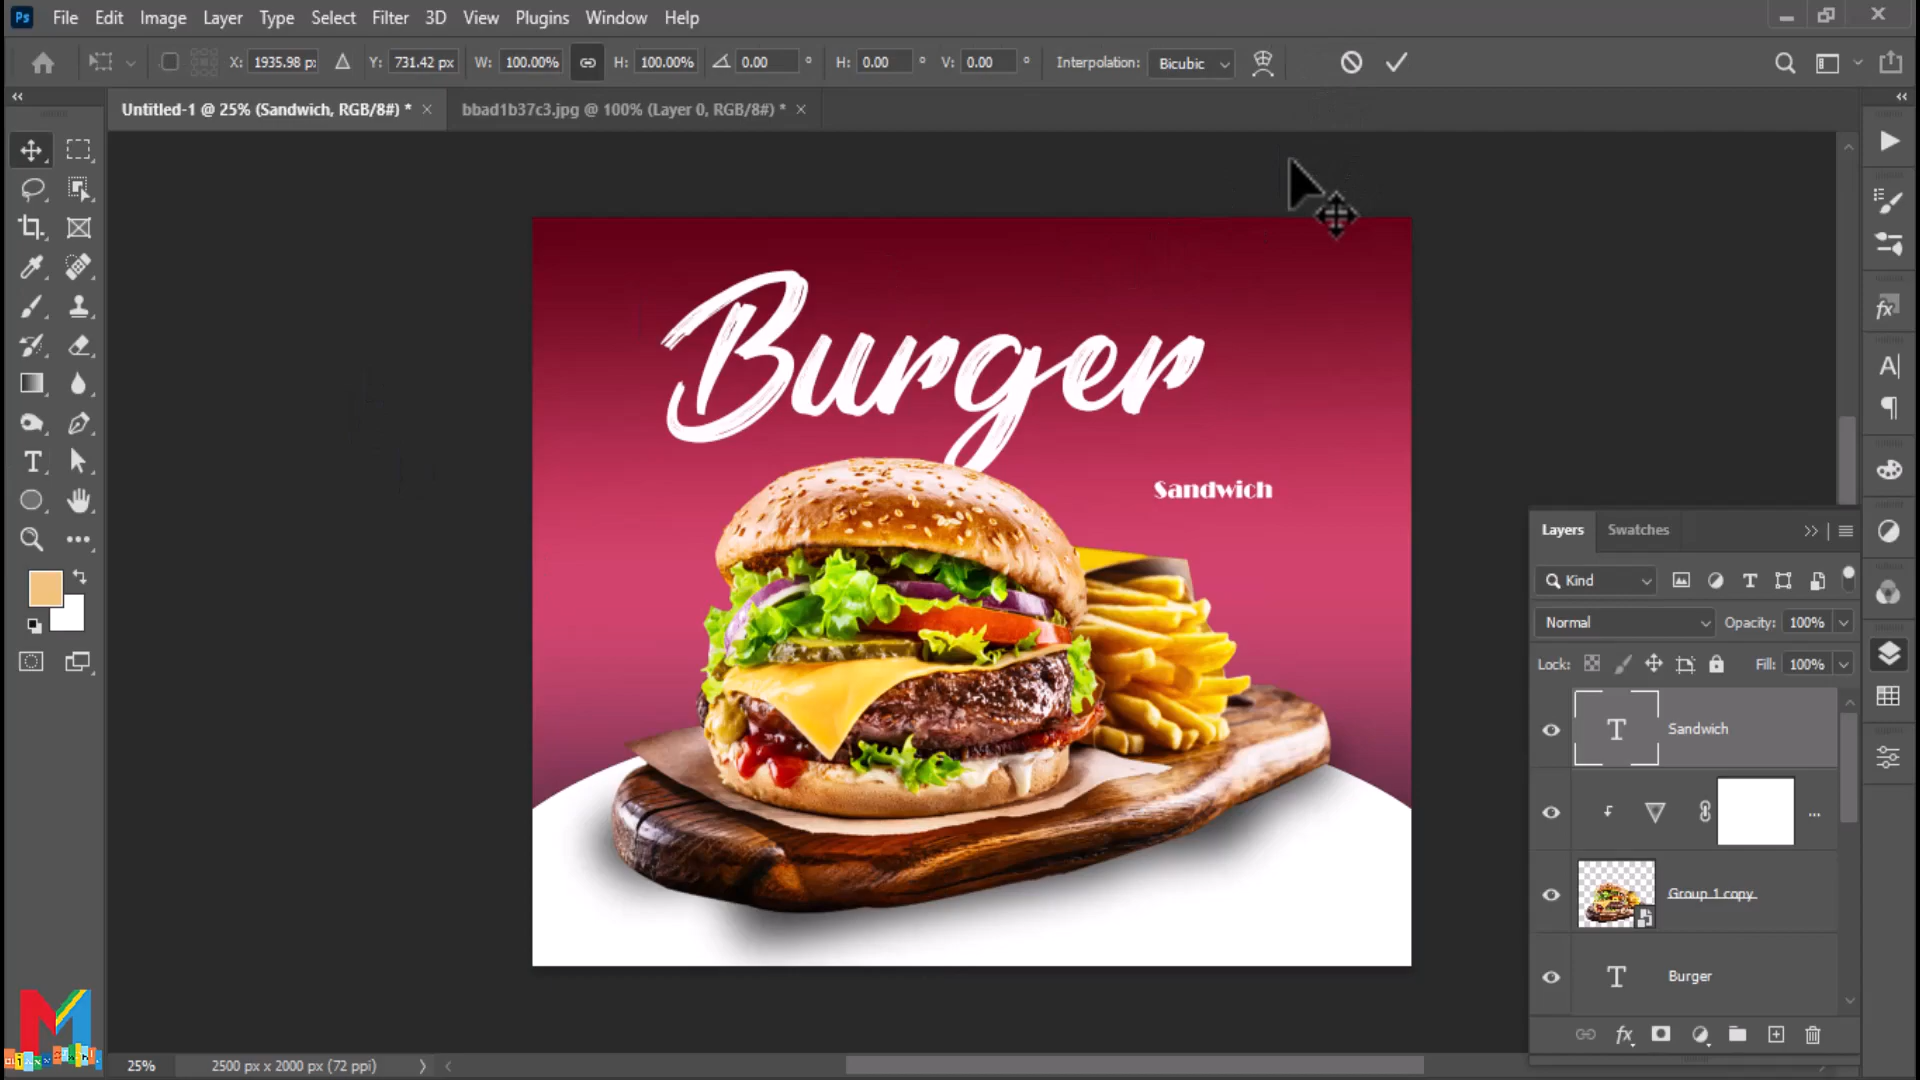 Ps File Edit Image Layer Type Select Filter 3D View Plugins Window Help
X: 1935.98 p: Y: 731.42 px W: 100.00% H: 100.00% 0.00 ° H: 0.00 ° V: 0.00 ° Interpolation: Bicubic
Untitled-1 @ 25% (Sandwich, RGB/8#) * bbad1b37c3.jpg @ 100% (Layer 0, RGB/8#) *
Burger
Sandwich
Layers Swatches
Kind
Normal Opacity: 100%
Lock: Fill: 100%
Sandwich
Group 1 copy
Burger
25% 2500 px x 2000 px (72 ppi)